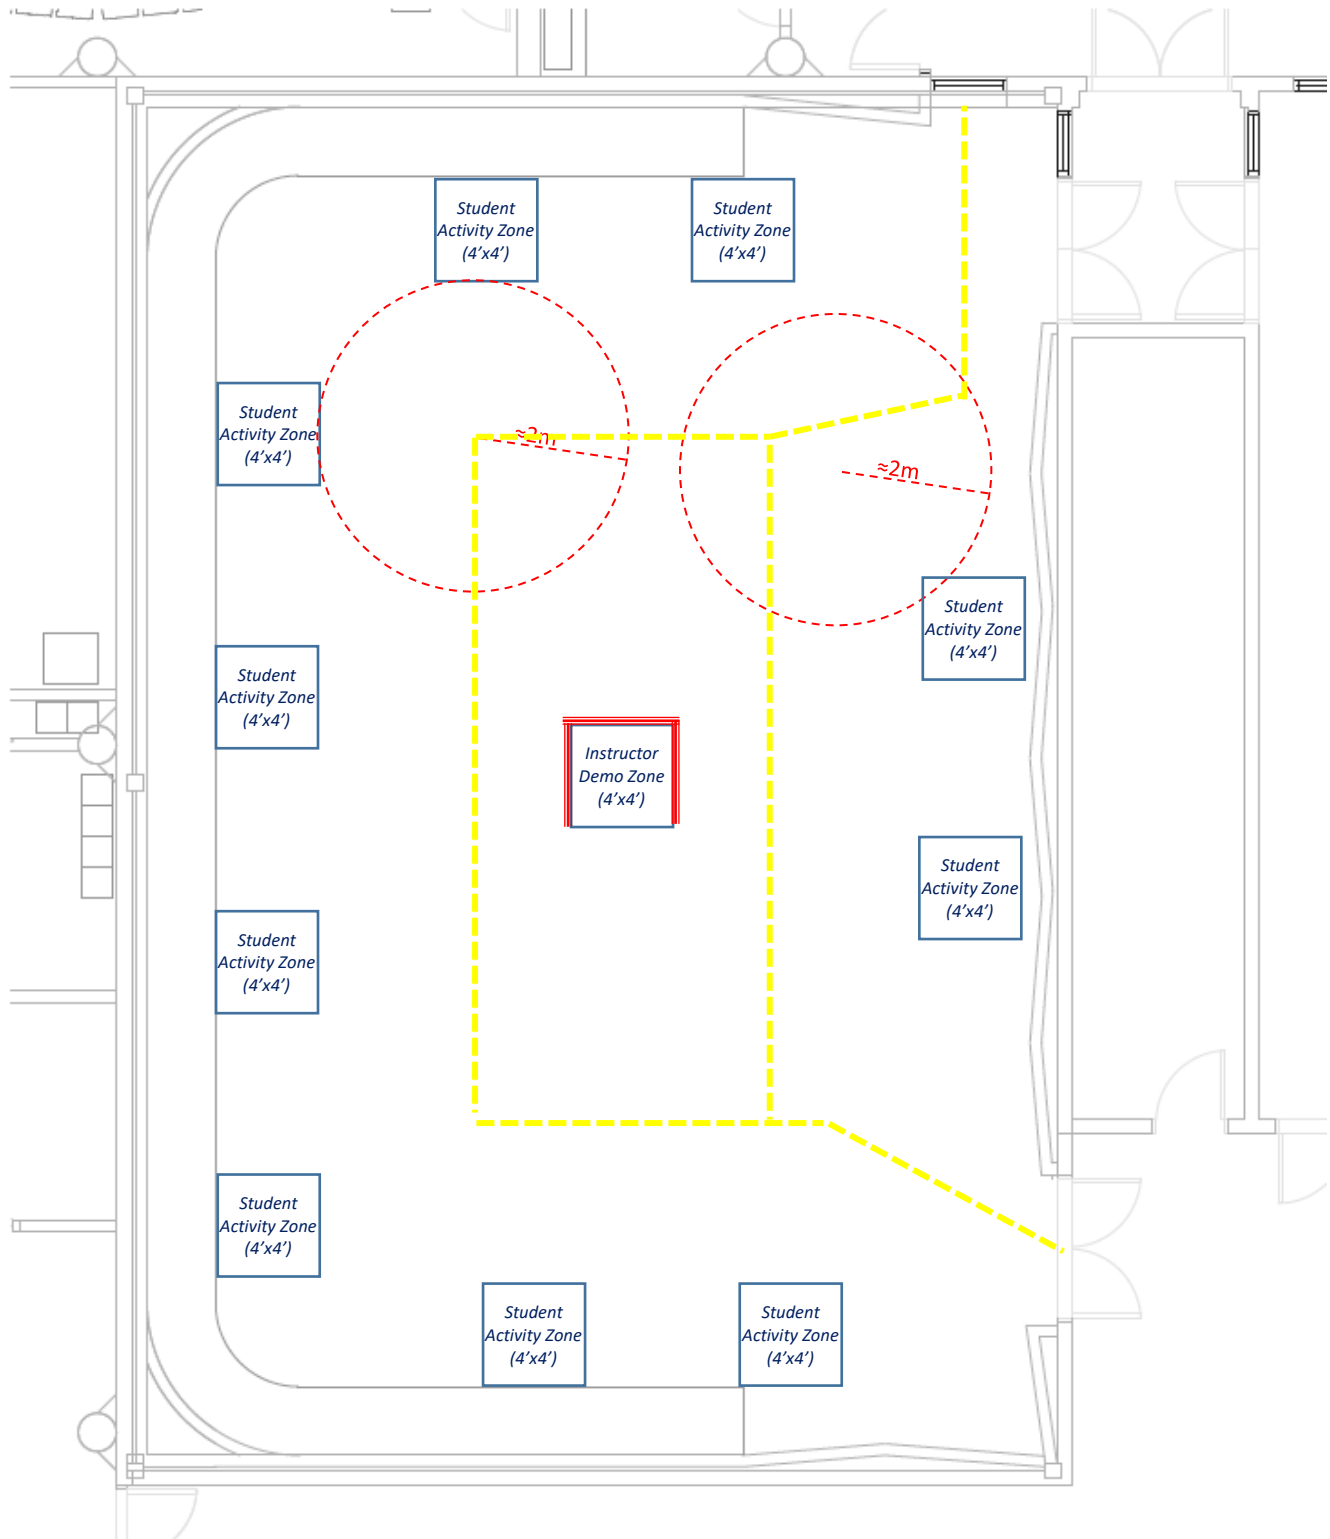 Student
Activity Zone
(4'x4')
Student
Activity Zone
(4'x4')
Student
Activity Zone
(4'x4')
≈2m
≈2m
Student
Activity Zone
(4'x4')
Student
Activity Zone
(4'x4')
Instructor
Demo Zone
(4'x4')
Student
Activity Zone
(4'x4')
Student
Activity Zone
(4'x4')
Student
Activity Zone
(4'x4')
Student
Activity Zone
(4'x4')
Student
Activity Zone
(4'x4')